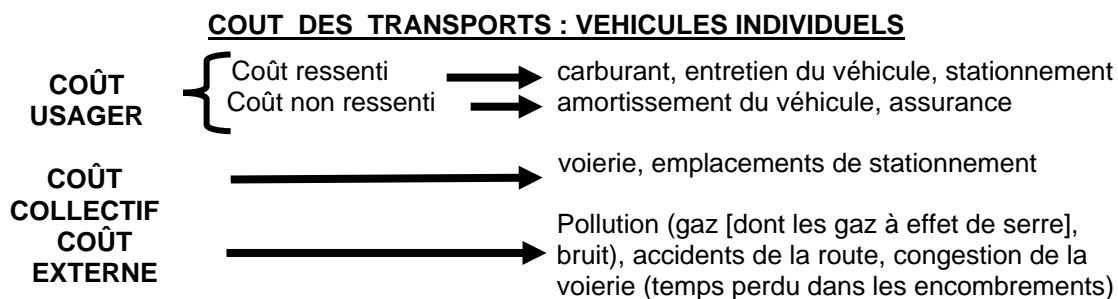 COUT DES TRANSPORTS : VEHICULES INDIVIDUELS
COÛT USAGER
Coût ressenti
carburant, entretien du véhicule, stationnement
Coût non ressenti
amortissement du véhicule, assurance
COÛT
COLLECTIF
voierie, emplacements de stationnement
COÛT
EXTERNE
Pollution (gaz [dont les gaz à effet de serre],
bruit), accidents de la route, congestion de la
voierie (temps perdu dans les encombrements)